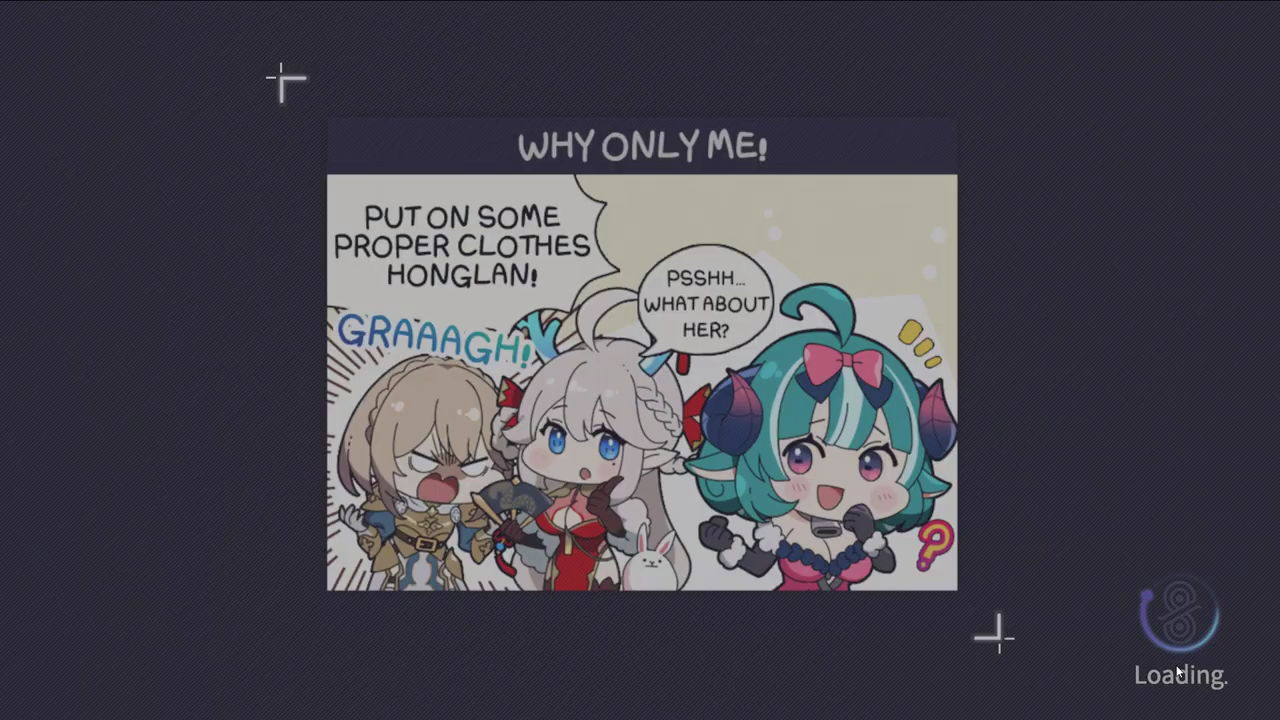 WHY ONLY ME!
PUT ON SOME
PROPER CLOTHES
HONGLAN!
PSSHH...
WHAT ABOUT
HER?
GRAAAGH!
?
Loading.